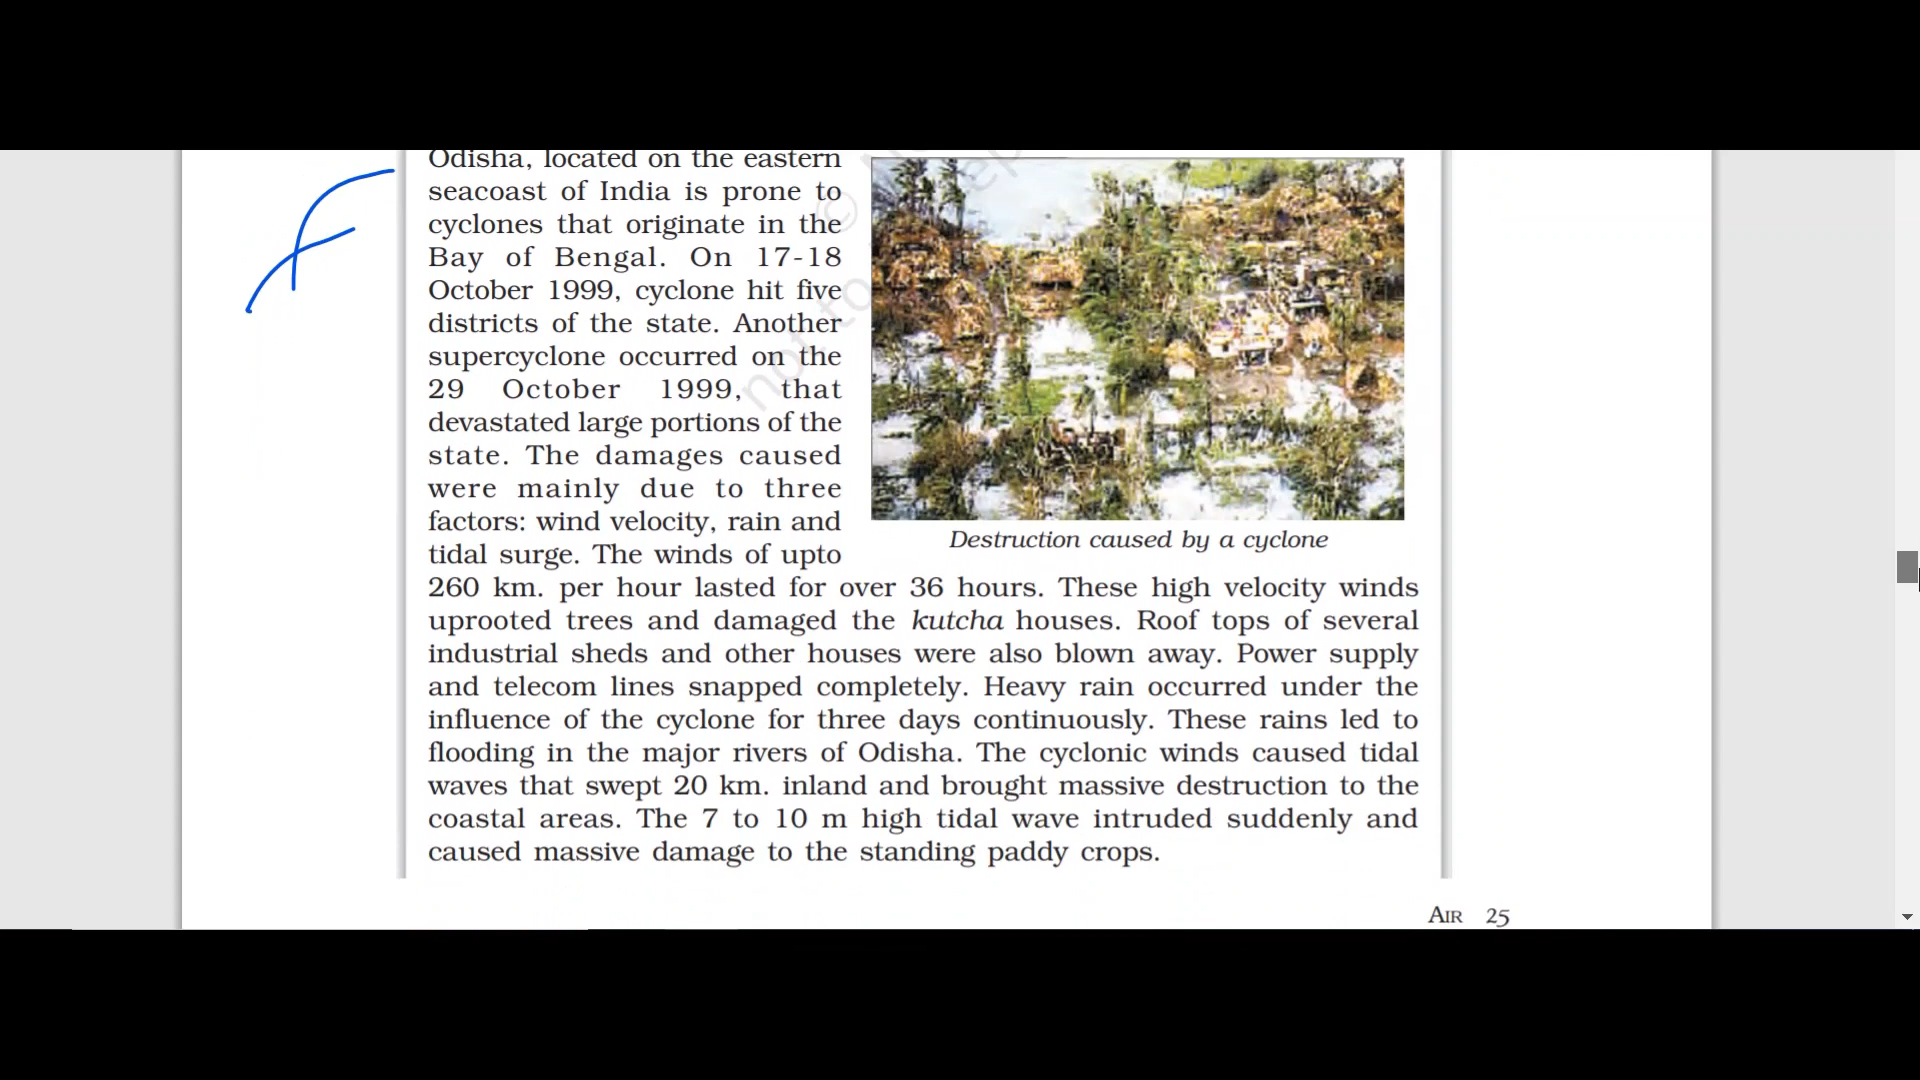 Odisha, located on the eastern
seacoast of India is prone to
cyclones that originate in the
Bay of Bengal. On 17-18
October 1999, cyclone hit five
districts of the state. Another
supercyclone occurred on the
29 October 1999, that
devastated large portions of the
state. The damages caused
were mainly due to three
factors: wind velocity, rain and
tidal surge. The winds of upto
Destruction caused by a cyclone
260 km. per hour lasted for over 36 hours. These high velocity winds
uprooted trees and damaged the kutcha houses. Roof tops of several
industrial sheds and other houses were also blown away. Power supply
and telecom lines snapped completely. Heavy rain occurred under the
influence of the cyclone for three days continuously. These rains led to
flooding in the major rivers of Odisha. The cyclonic winds caused tidal
waves that swept 20 km. inland and brought massive destruction to the
coastal areas. The 7 to 10 m high tidal wave intruded suddenly and
caused massive damage to the standing paddy crops.
AIR 25